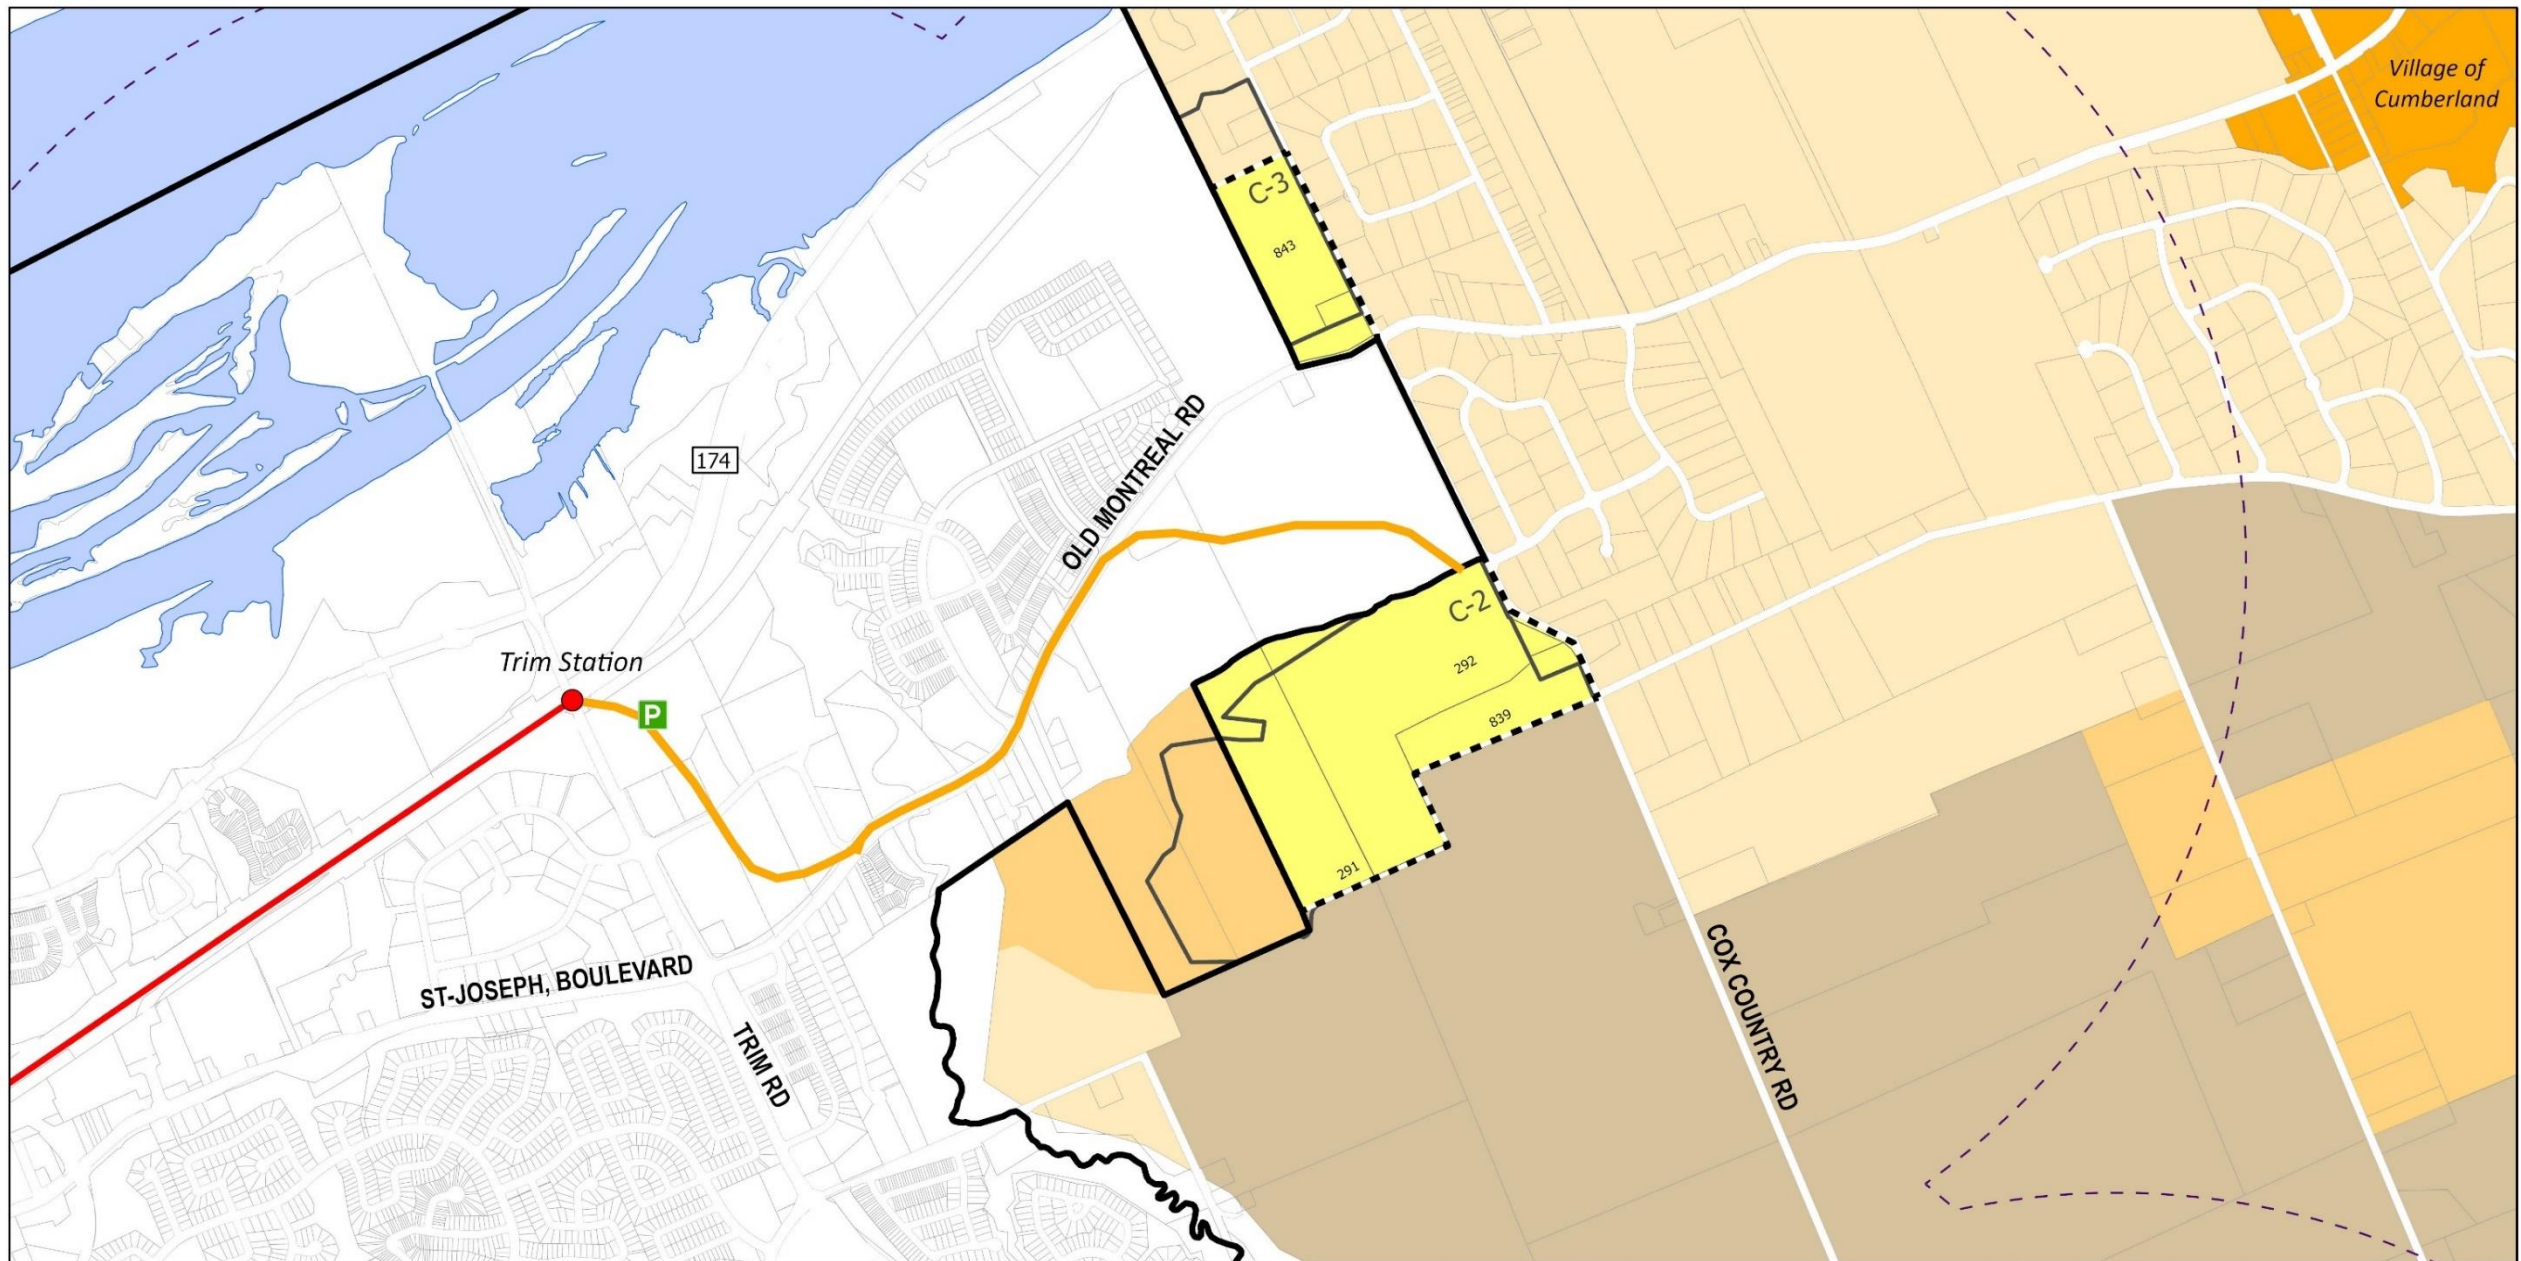 Village of
Cumberland
C-3
843
OLD MONTREAL RD
174
C-2
292
Trim Station
P
839
291
COX COUNTRY RD
ST-JOSEPH, BOULEVARD
TRIM RD